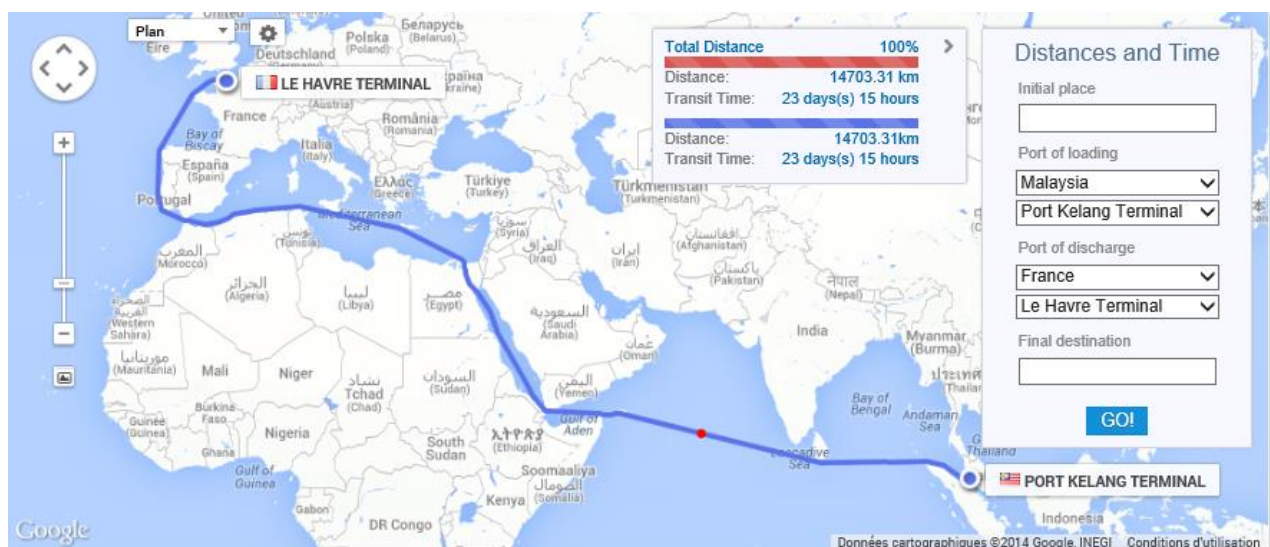 Plan
Eire
Deutschland
Polska
(Poland)
Беларусь
(Belarus)
LE HAVRE TERMINAL
(Austria)
France
România
(Romania)
Bay of
Biscay
Italia
(Italy)
España
(Spain)
Portugal
Ελλάς
Greece
Türkiye
(Turkey)
Mediterranean
Sea
Türkmenistan
(Turkmenistan)
المغرب
(Morocco)
تونس
(Tunisia)
سوريا
(Syria)
العراق
(Iraq)
ایران
(Iran)
افغانستان
(Afghanistan)
پاکستان
(Pakistan)
नेपाल
(Nepal)
الجزائر
(Algeria)
ليبيا
(Libya)
مصر
(Egypt)
السعودية
(Saudi
Arabia)
عُمان
(Oman)
الصحراء
الغربية
(Western
Sahara)
موريتانيا
(Mauritania)
Mali
Niger
تشاد
Tchad
(Chad)
السودان
(Sudan)
اليمن
(Yemen)
Gulf of
Aden
India
Myanmar
(Burma)
Bay of
Bengal
Andaman
Sea
Thailand
Burkina
Faso
Guinée
(Guinea)
Ghana
Nigeria
South
Sudan
ኢትዮጵያ
(Ethiopia)
Soomaaliya
الصومال
(Somalia)
Gulf of
Guinea
Gabon
DR Congo
Kenya
Laccadive
Sea
PORT KELANG TERMINAL
Indonesia
Google
Données cartographiques ©2014 Google, INEGI Conditions d'utilisation
Total Distance 100%
Distance: 14703.31 km
Transit Time: 23 days(s) 15 hours
Distance: 14703.31km
Transit Time: 23 days(s) 15 hours
Distances and Time
Initial place
Port of loading
Malaysia
Port Kelang Terminal
Port of discharge
France
Le Havre Terminal
Final destination
GO!